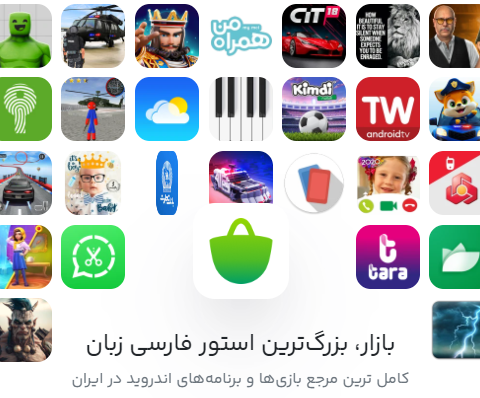 همراه من
CiT 18
HOW
BEAUTIFUL
IT IS TO STAY
SILENT WHEN
SOMEONE
EXPECTS
YOU TO BE
ENRAGED.
Kimdi
TW
androidtv
2020
tara
بازار، بزرگ‌ترین استور فارسی زبان
کامل ترین مرجع بازی‌ها و برنامه‌های اندروید در ایران